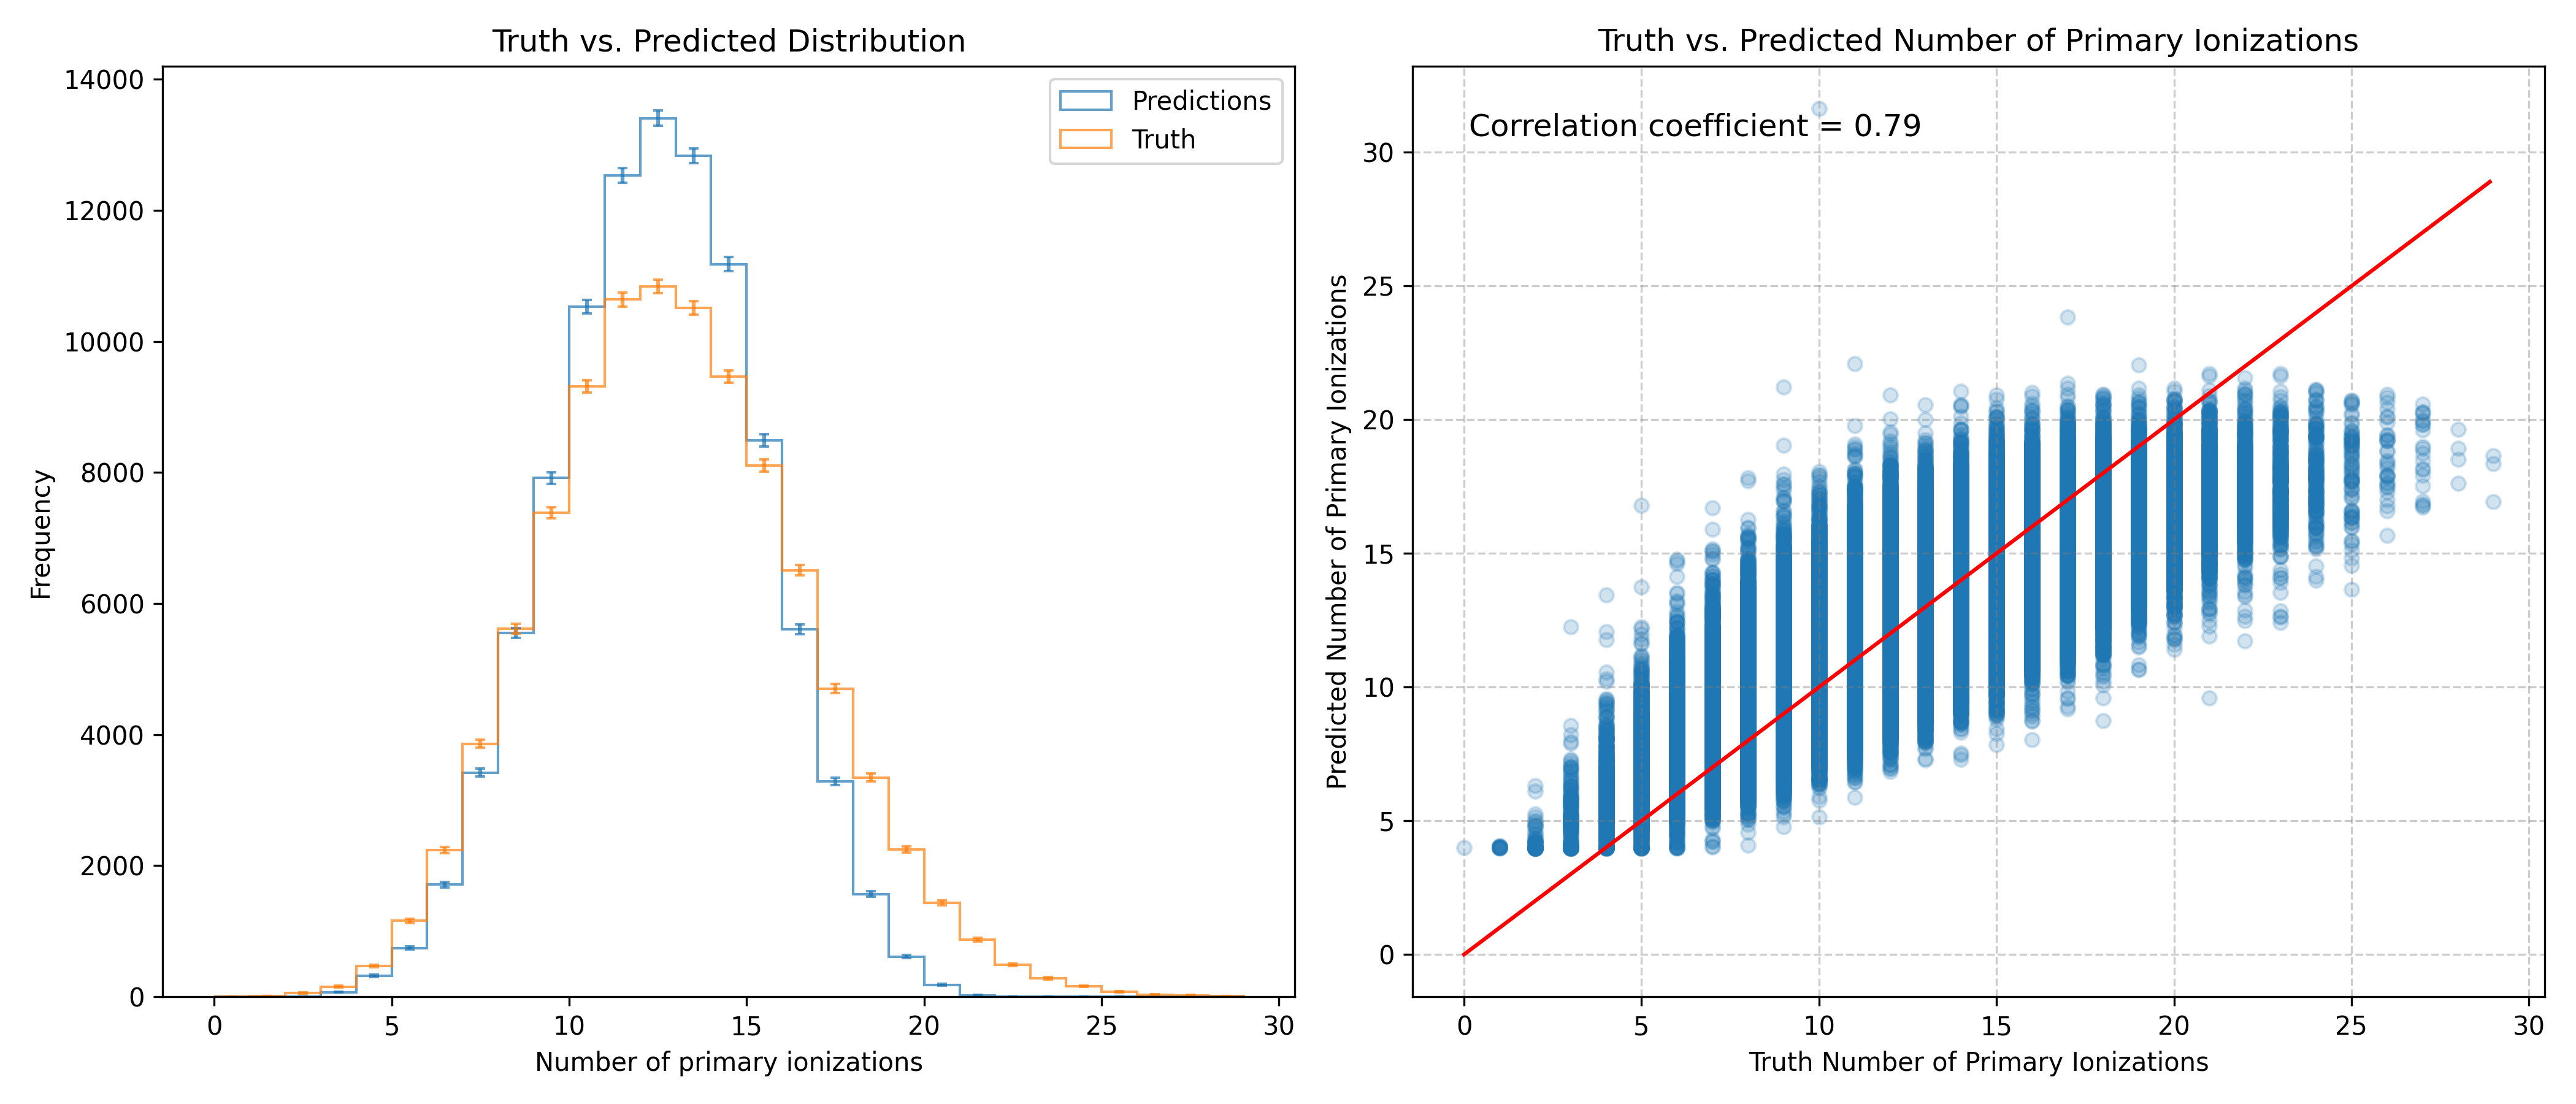 Truth vs. Predicted Distribution
14000
12000
10000
8000
6000
4000
2000
0
Frequency
Predictions
Truth
0 5 10 15 20 25 30
Number of primary ionizations
Truth vs. Predicted Number of Primary Ionizations
Correlation coefficient = 0.79
30
25
20
15
10
5
0
Predicted Number of Primary Ionizations
0 5 10 15 20 25 30
Truth Number of Primary Ionizations